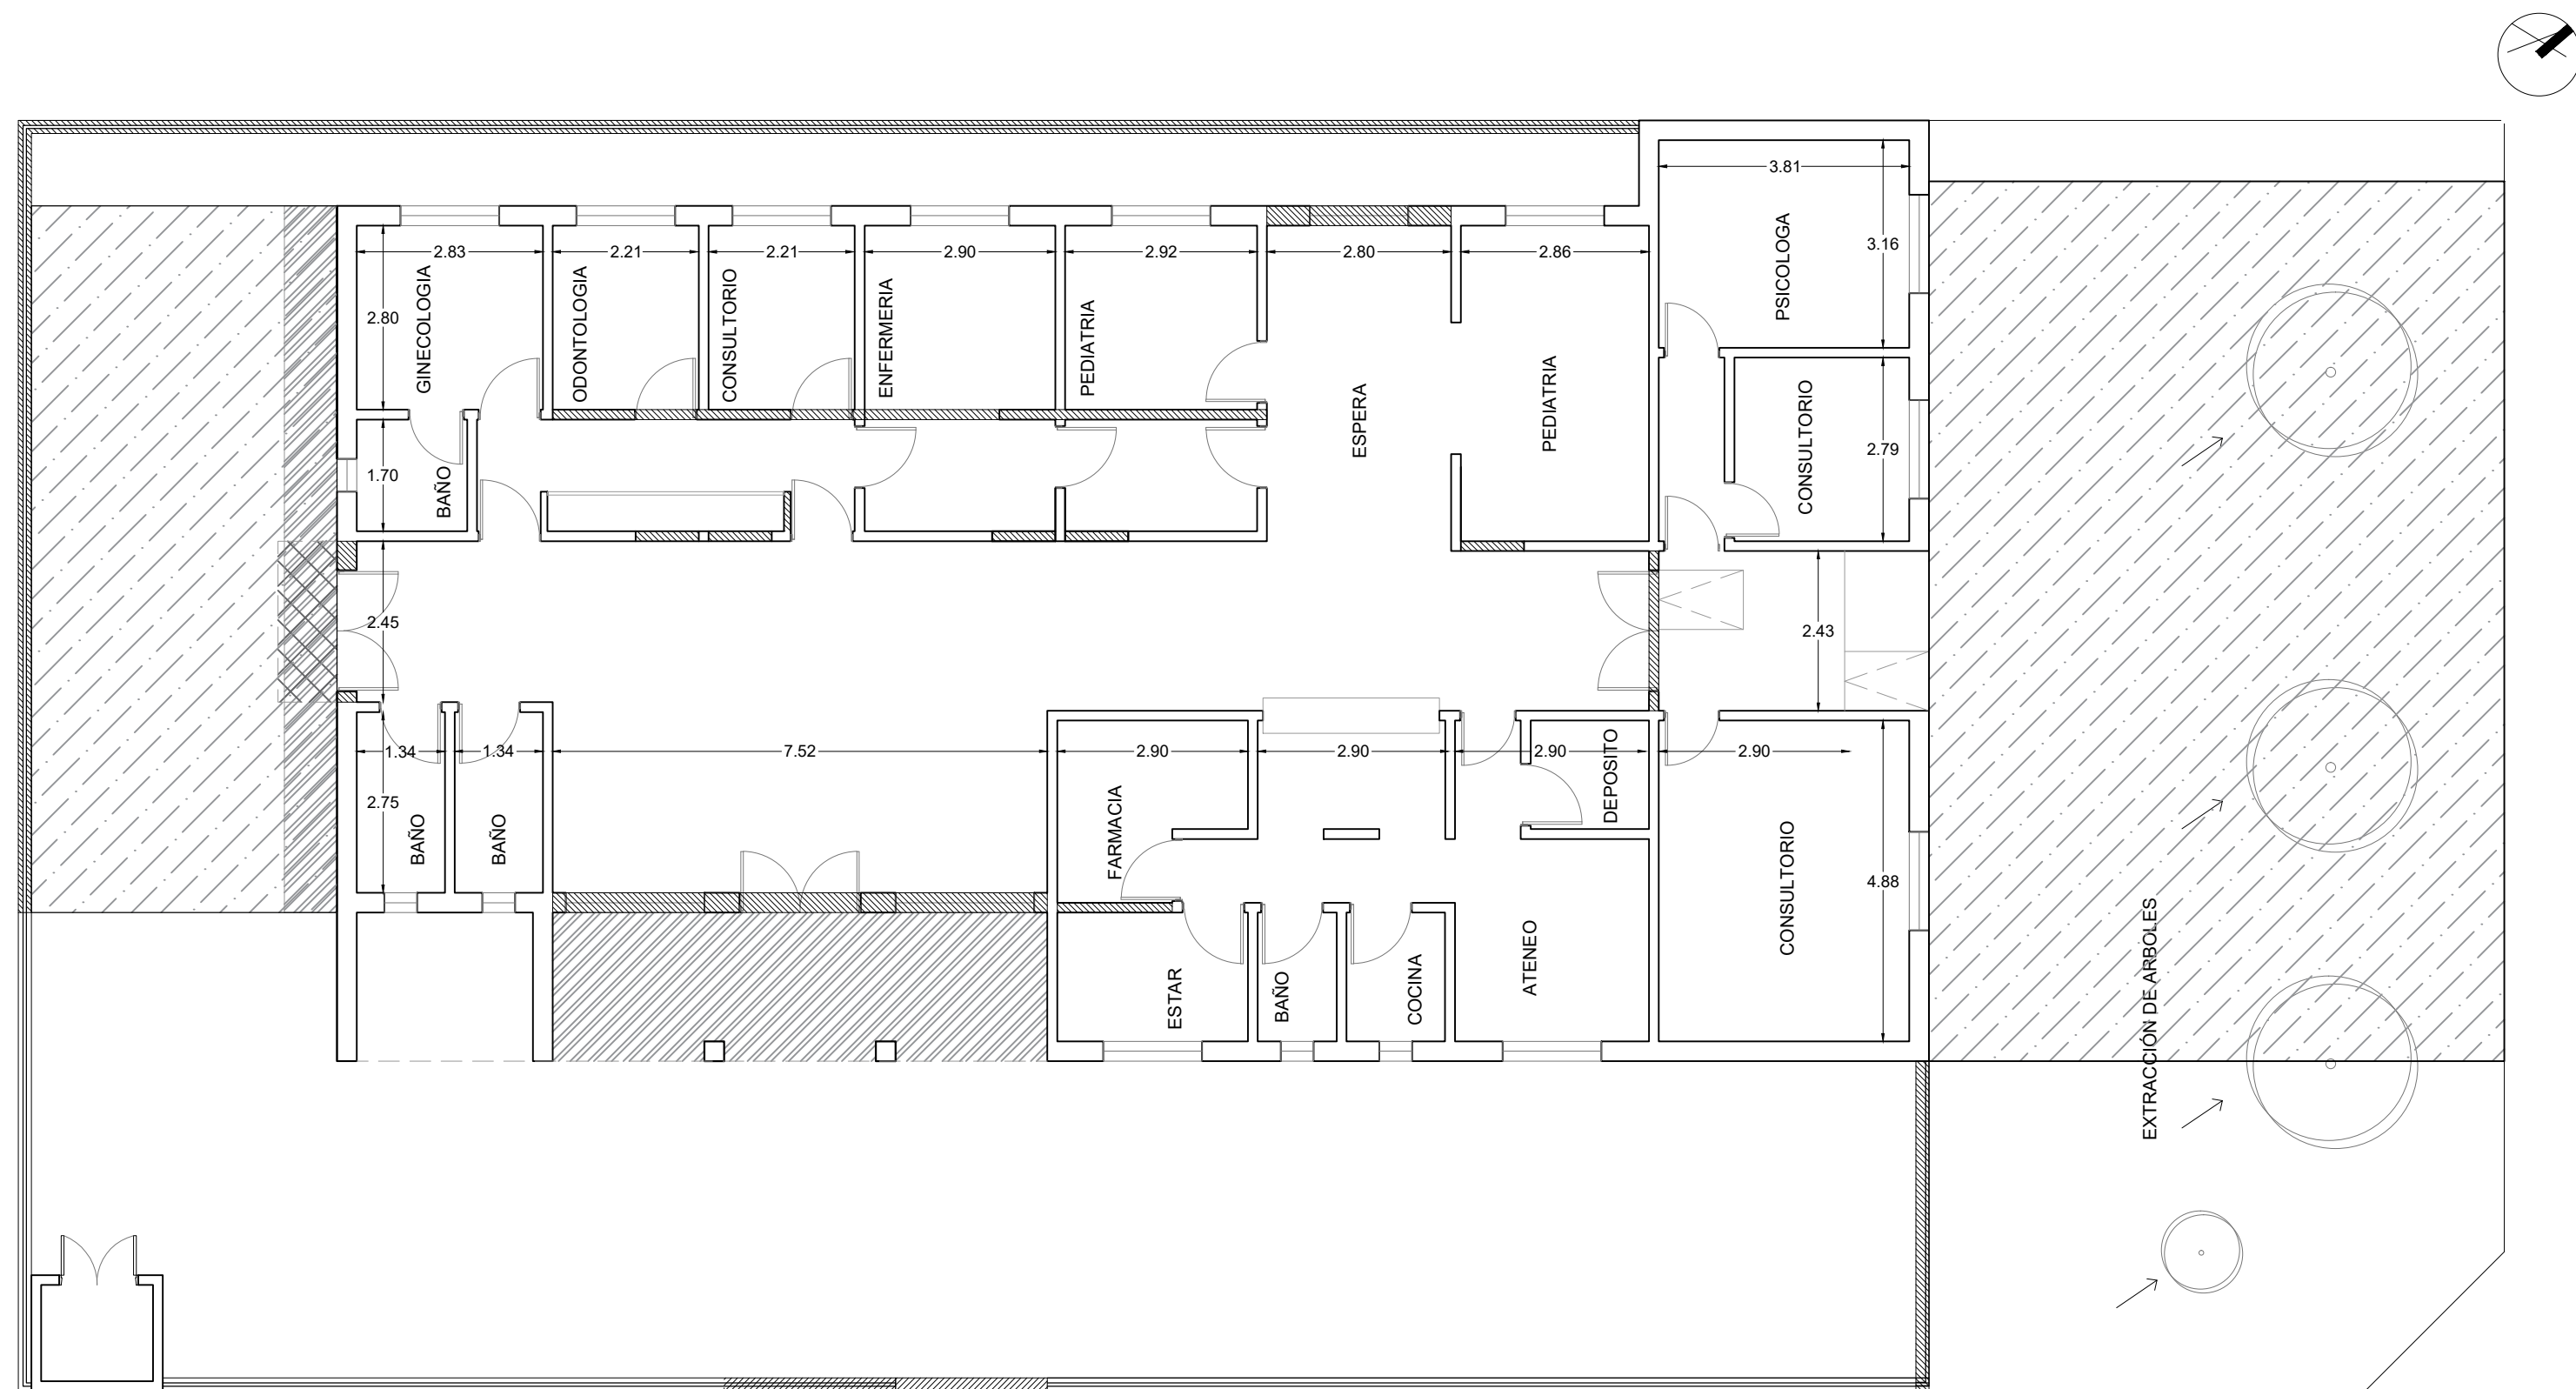 3.81
PSICOLOGA
3.16
2.83
2.21
2.21
2.90
2.92
2.80
2.86
GINECOLOGIA
ODONTOLOGIA
CONSULTORIO
ENFERMERIA
PEDIATRIA
2.80
ESPERA
PEDIATRIA
CONSULTORIO
2.79
1.70
BAÑO
2.45
2.43
1.34
1.34
7.52
2.90
2.90
2.90
2.90
DEPOSITO
2.75
BAÑO
BAÑO
FARMACIA
CONSULTORIO
4.88
ESTAR
BAÑO
COCINA
ATENEO
EXTRACCIÓN DE ARBOLES